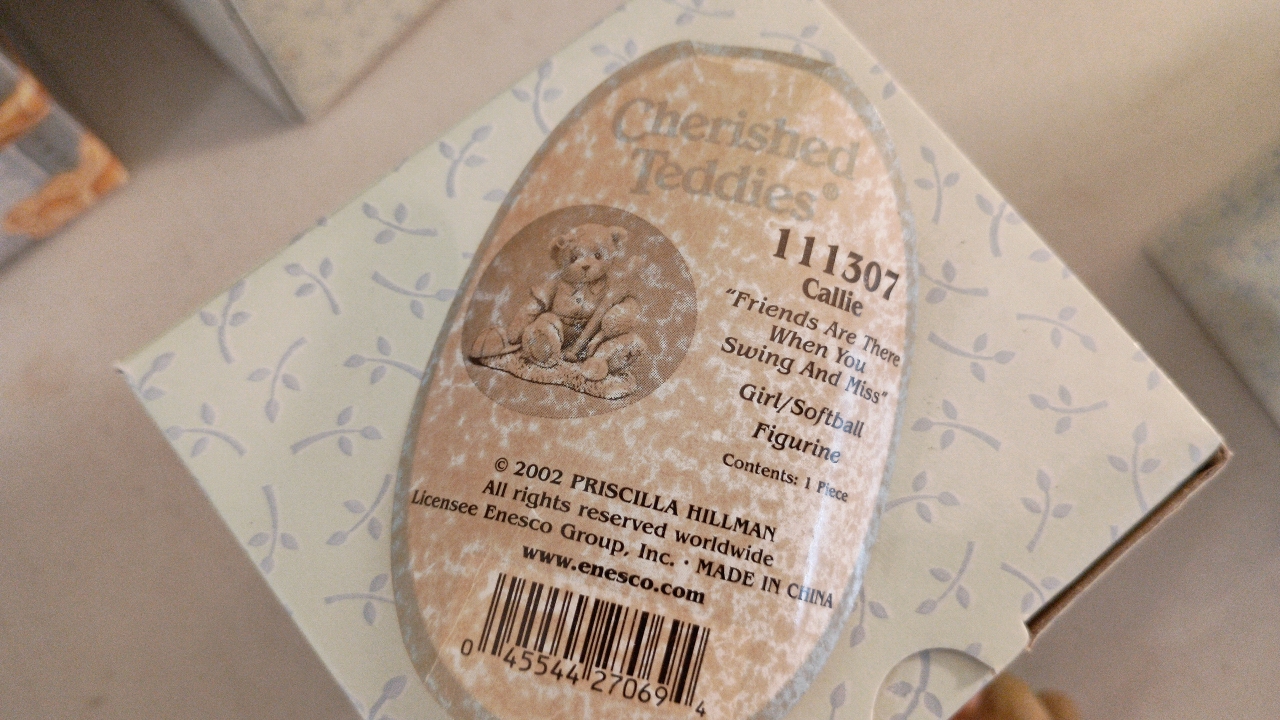 Cherished
Teddies®
111307
Callie
"Friends Are There
When You
Swing And Miss"
Girl/Softball
Figurine
Contents: 1 Piece
© 2002 PRISCILLA HILLMAN
All rights reserved worldwide
Licensee Enesco Group, Inc. · MADE IN CHINA
www.enesco.com
0 45544 27069 4